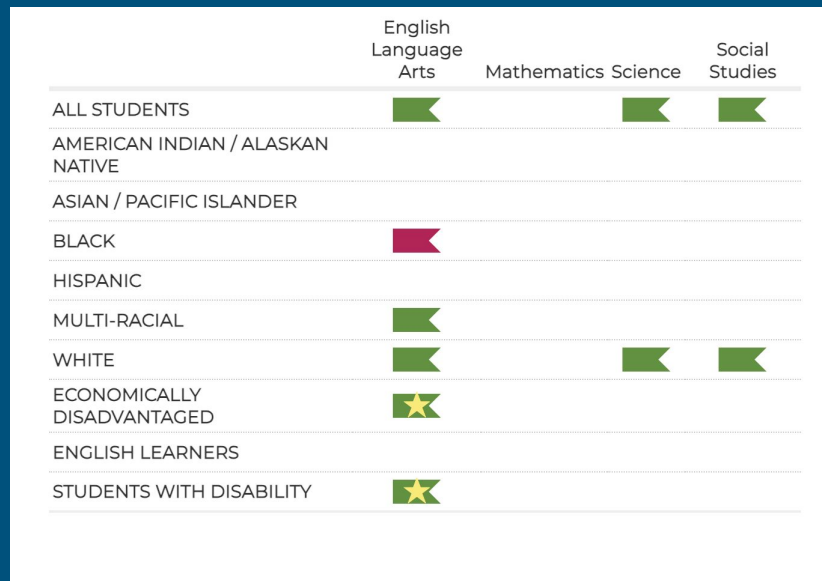 English
Language
Arts
Mathematics
Science
Social
Studies
ALL STUDENTS
AMERICAN INDIAN / ALASKAN
NATIVE
ASIAN / PACIFIC ISLANDER
BLACK
HISPANIC
MULTI-RACIAL
WHITE
ECONOMICALLY
DISADVANTAGED
ENGLISH LEARNERS
STUDENTS WITH DISABILITY